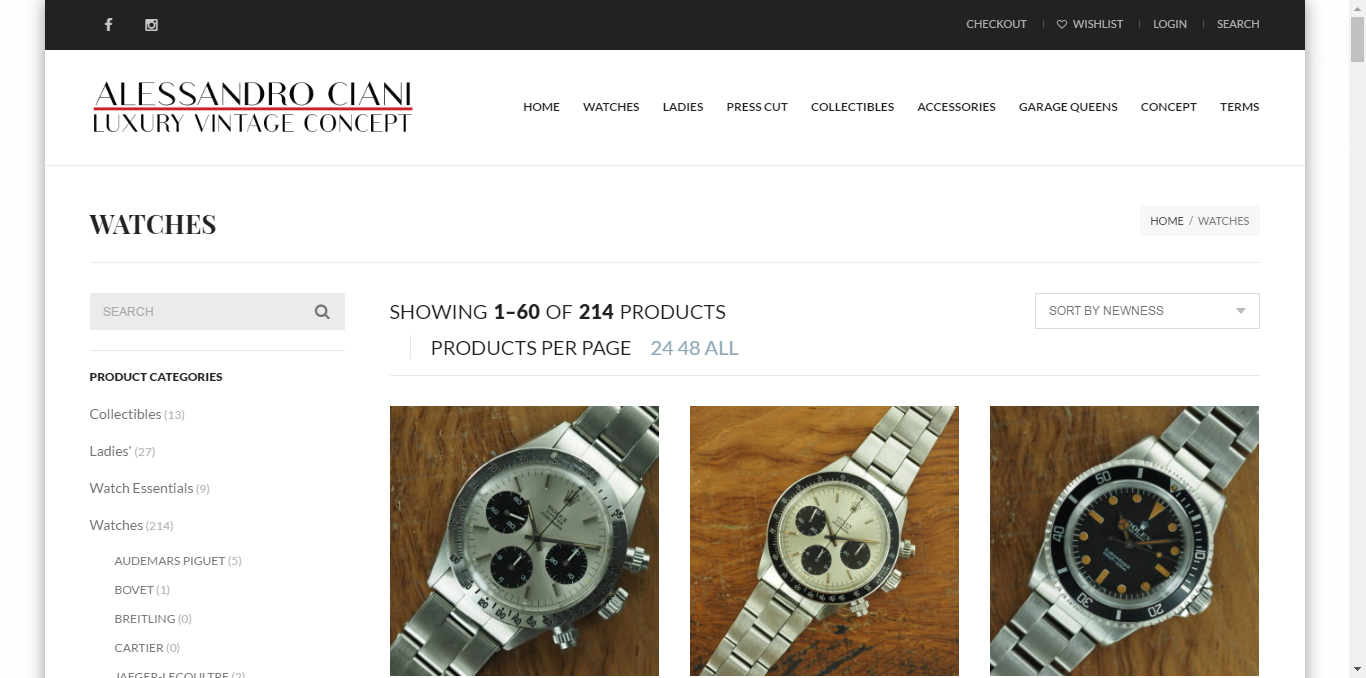 CHECKOUT
WISHLIST
LOGIN
SEARCH
ALESSANDRO CIANI
LUXURY VINTAGE CONCEPT
HOME
WATCHES
LADIES
PRESS CUT
COLLECTIBLES
ACCESSORIES
GARAGE QUEENS
CONCEPT
TERMS
WATCHES
HOME / WATCHES
SEARCH
SHOWING 1–60 OF 214 PRODUCTS
SORT BY NEWNESS
PRODUCTS PER PAGE 24 48 ALL
PRODUCT CATEGORIES
Collectibles (13)
Ladies' (27)
Watch Essentials (9)
Watches (214)
AUDEMARS PIGUET (5)
BOVET (1)
BREITLING (0)
CARTIER (0)
JAEGER-LECOULTRE (2)
ROLEX
ROLEX
ROLEX